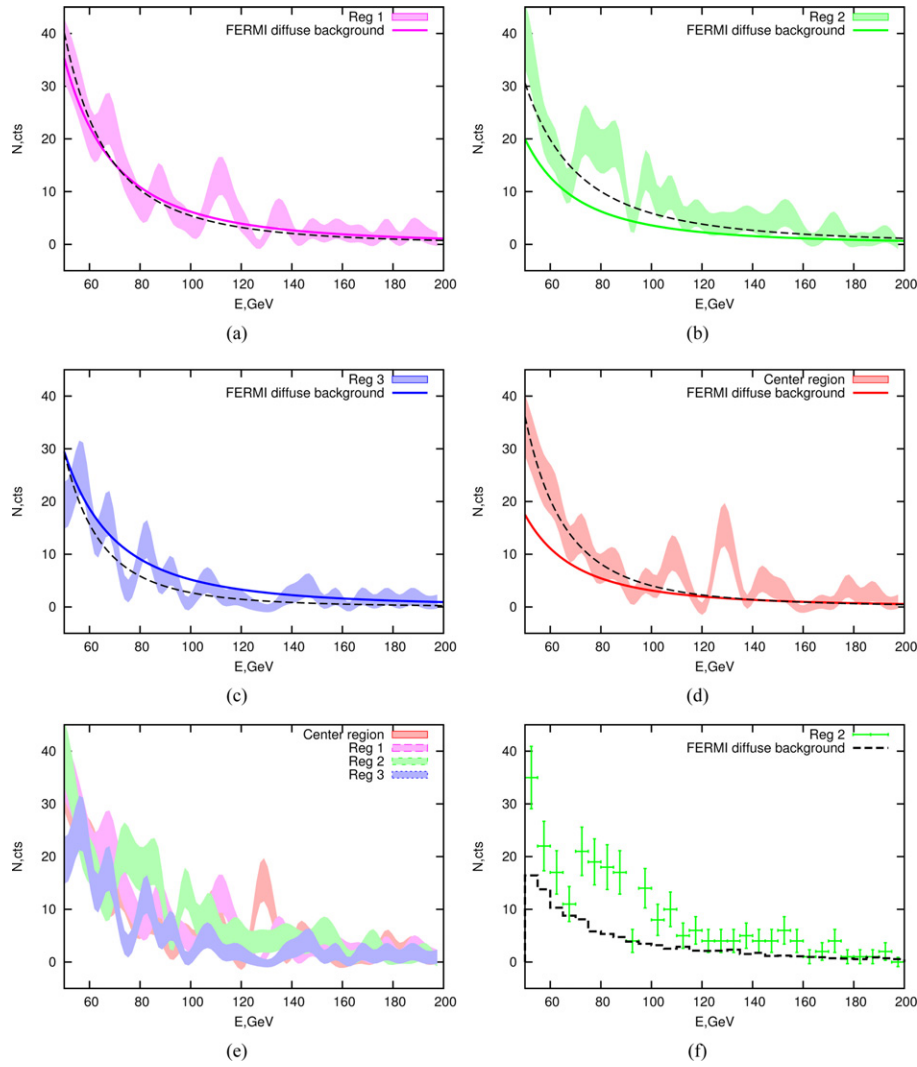 Reg 1
FERMI diffuse background
N,cts
40
30
20
10
0
60 80 100 120 140 160 180 200
E,GeV
(a)
Reg 2
FERMI diffuse background
N,cts
40
30
20
10
0
60 80 100 120 140 160 180 200
E,GeV
(b)
Reg 3
FERMI diffuse background
N,cts
40
30
20
10
0
60 80 100 120 140 160 180 200
E,GeV
(c)
Center region
FERMI diffuse background
N,cts
40
30
20
10
0
60 80 100 120 140 160 180 200
E,GeV
(d)
Center region
Reg 1
Reg 2
Reg 3
N,cts
40
30
20
10
0
60 80 100 120 140 160 180 200
E,GeV
(e)
Reg 2
FERMI diffuse background
N,cts
40
30
20
10
0
60 80 100 120 140 160 180 200
E,GeV
(f)